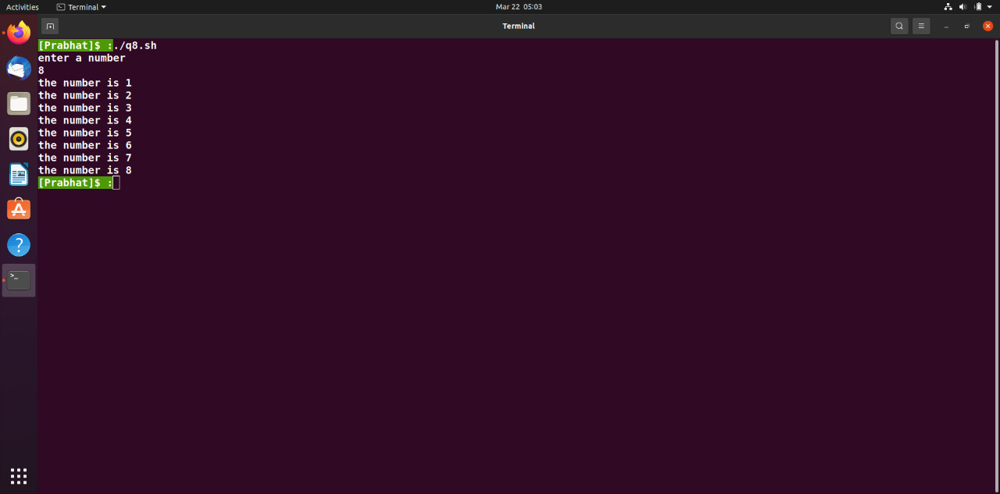 Activities Terminal Mar 22 05:03
Terminal
[Prabhat]$ :./q8.sh
enter a number
8
the number is 1
the number is 2
the number is 3
the number is 4
the number is 5
the number is 6
the number is 7
the number is 8
[Prabhat]$ :